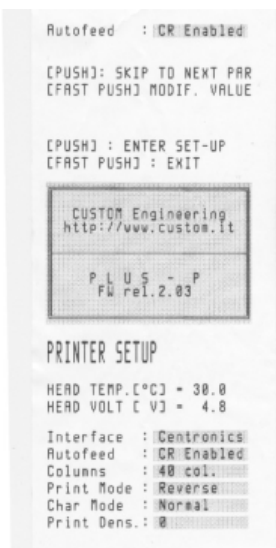 Autofeed : CR Enabled
[PUSH]: SKIP TO NEXT PAR
[FAST PUSH] MODIF. VALUE
[PUSH] : ENTER SET-UP
[FAST PUSH] : EXIT
CUSTOM Engineering
http://www.custom.it
P L U S - P
FW rel.2.03
PRINTER SETUP
HEAD TEMP.[°C] = 30.0
HEAD VOLT [ V] = 4.8
Interface : Centronics
Autofeed : CR Enabled
Columns : 40 col.
Print Mode : Reverse
Char Mode : Normal
Print Dens.: 0